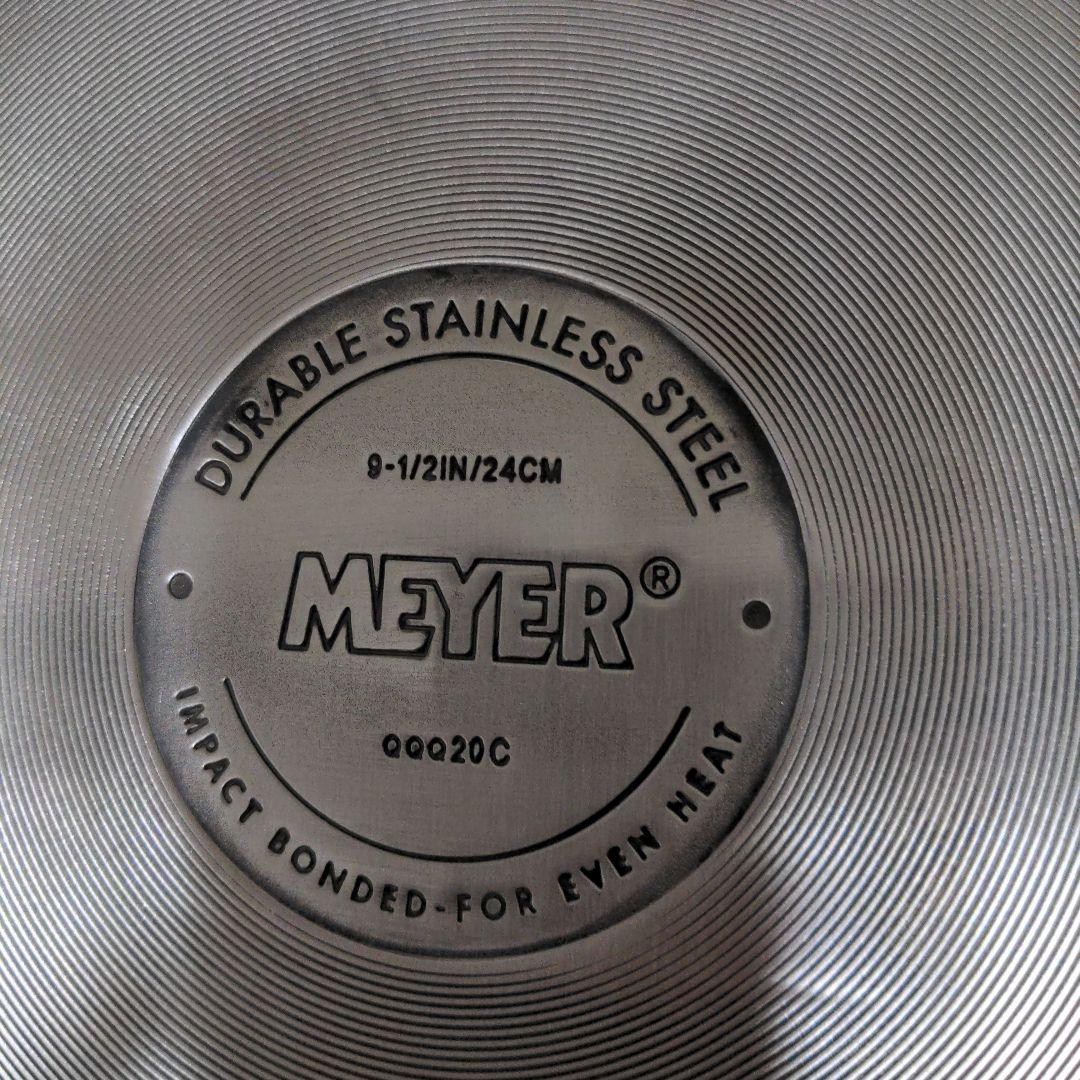 DURABLE STAINLESS STEEL
9-1/2IN/24CM
MEYER®
QQQ20C
IMPACT BONDED-FOR EVEN HEAT